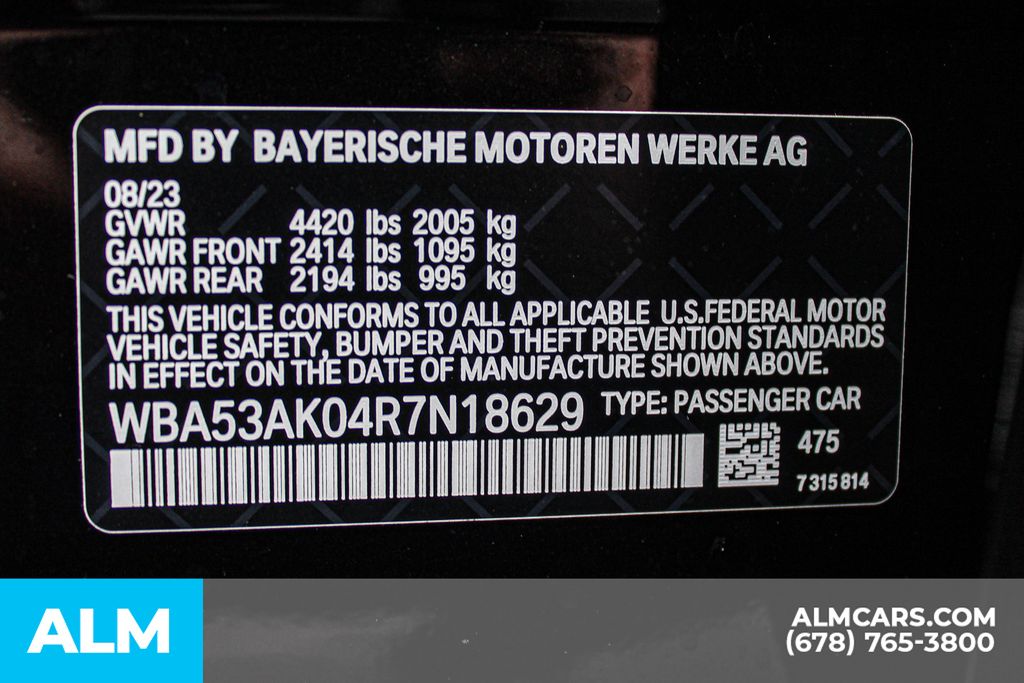 MFD BY BAYERISCHE MOTOREN WERKE AG
08/23
GVWR 4420 lbs 2005 kg
GAWR FRONT 2414 lbs 1095 kg
GAWR REAR 2194 lbs 995 kg
THIS VEHICLE CONFORMS TO ALL APPLICABLE U.S.FEDERAL MOTOR
VEHICLE SAFETY, BUMPER AND THEFT PREVENTION STANDARDS
IN EFFECT ON THE DATE OF MANUFACTURE SHOWN ABOVE.
WBA53AK04R7N18629 TYPE: PASSENGER CAR
475
7315814
ALM
ALMCARS.COM
(678) 765-3800